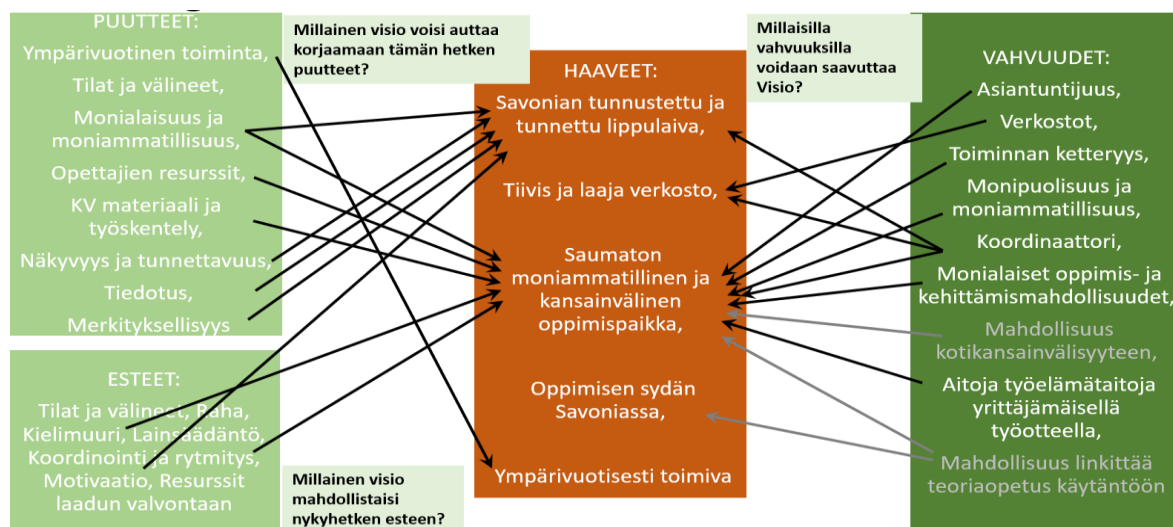 PUUTTEET:
Ympärivuotinen toiminta,
Tilat ja välineet,
Monialaisuus ja
moniammatillisuus,
Opettajien resurssit,
KV materiaali ja
työskentely,
Näkyvyys ja tunnettavuus,
Tiedotus,
Merkityksellisyys
ESTEET:
Tilat ja välineet, Raha,
Kielimuuri, Lainsäädäntö,
Koordinointi ja rytmitys,
Motivaatio, Resurssit
laadun valvontaan
Millainen visio voisi auttaa
korjaamaan tämän hetken
puutteet?
Millainen visio
mahdollistaisi
nykyhetken esteen?
HAAVEET:
Savonian tunnustettu ja
tunnettu lippulaiva,
Tiivis ja laaja verkosto,
Saumaton
moniammatillinen ja
kansainvälinen
oppimispaikka,
Oppimisen sydän
Savoniassa,
Ympärivuotisesti toimiva
Millaisilla
vahvuuksilla
voidaan saavuttaa
Visio?
VAHVUUDET:
Asiantuntijuus,
Verkostot,
Toiminnan ketteryys,
Monipuolisuus ja
moniammatillisuus,
Koordinaattori,
Monialaiset oppimis- ja
kehittämismahdollisuudet,
Mahdollisuus
kotikansainvälisyyteen,
Aitoja työelämätaitoja
yrittäjämäisellä
työotteella,
Mahdollisuus linkittää
teoriaopetus käytäntöön